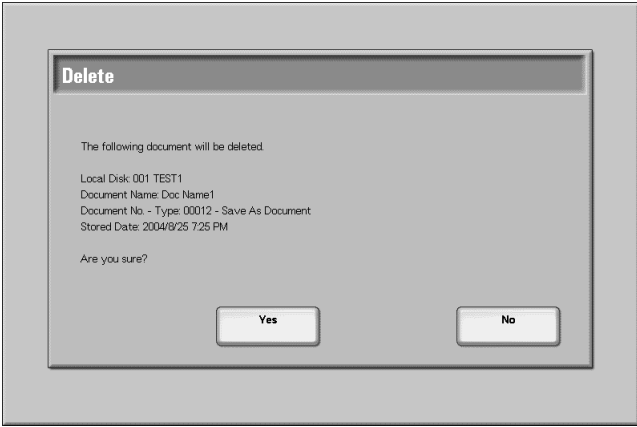 Delete
The following document will be deleted.
Local Disk: 001 TEST1
Document Name: Doc Name1
Document No. - Type: 00012 - Save As Document
Stored Date: 2004/8/25 7:25 PM
Are you sure?
Yes
No